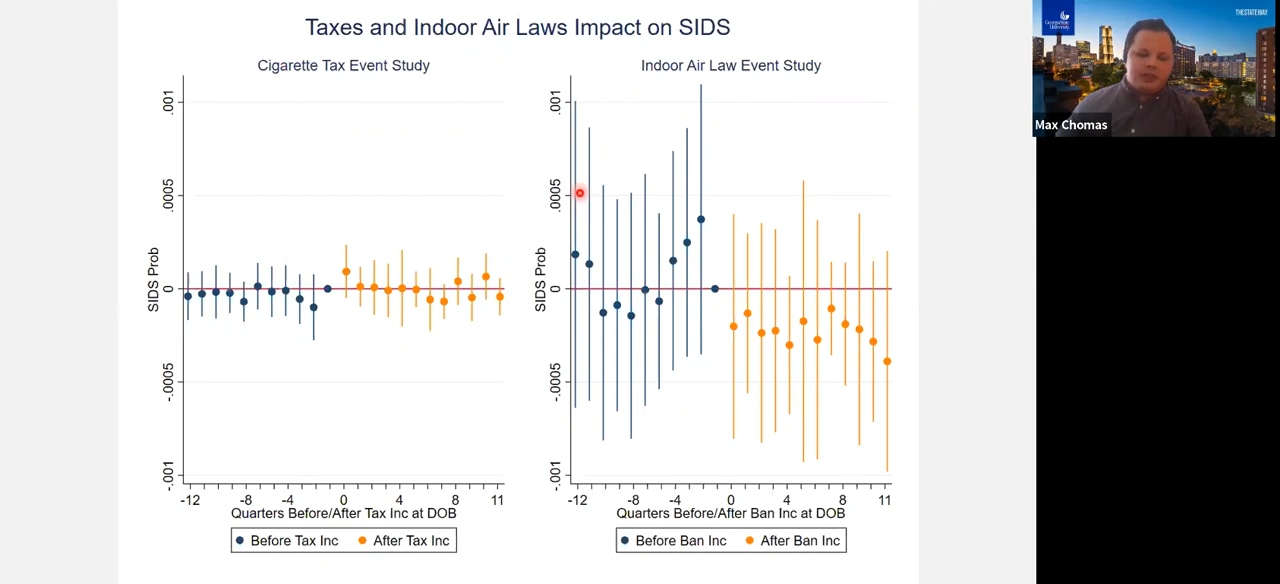 Taxes and Indoor Air Laws Impact on SIDS
Cigarette Tax Event Study
SIDS Prob
.001
.0005
0
-.0005
-.001
-12 -8 -4 0 4 8 11
Quarters Before/After Tax Inc at DOB
Before Tax Inc After Tax Inc
Indoor Air Law Event Study
SIDS Prob
.001
.0005
0
-.0005
-.001
-12 -8 -4 0 4 8 11
Quarters Before/After Ban Inc at DOB
Before Ban Inc After Ban Inc
GeorgiaState
University
THESTATEWAY
Max Chomas